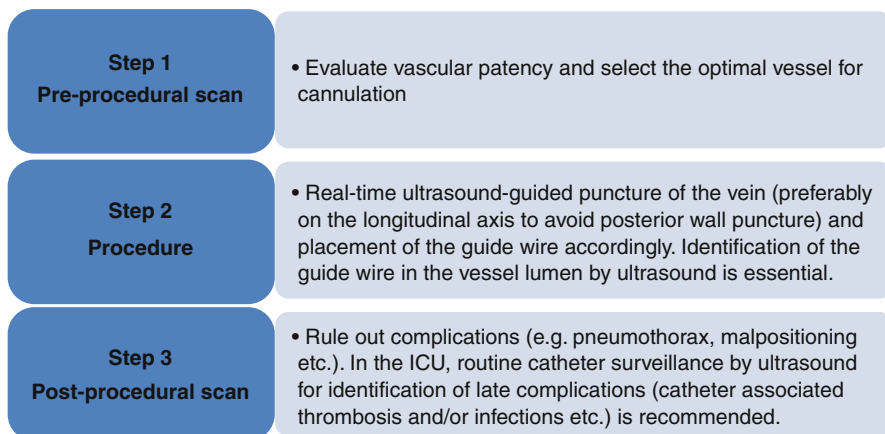 Step 1
Pre-procedural scan
• Evaluate vascular patency and select the optimal vessel for
cannulation
Step 2
Procedure
• Real-time ultrasound-guided puncture of the vein (preferably
on the longitudinal axis to avoid posterior wall puncture) and
placement of the guide wire accordingly. Identification of the
guide wire in the vessel lumen by ultrasound is essential.
Step 3
Post-procedural scan
• Rule out complications (e.g. pneumothorax, malpositioning
etc.). In the ICU, routine catheter surveillance by ultrasound
for identification of late complications (catheter associated
thrombosis and/or infections etc.) is recommended.